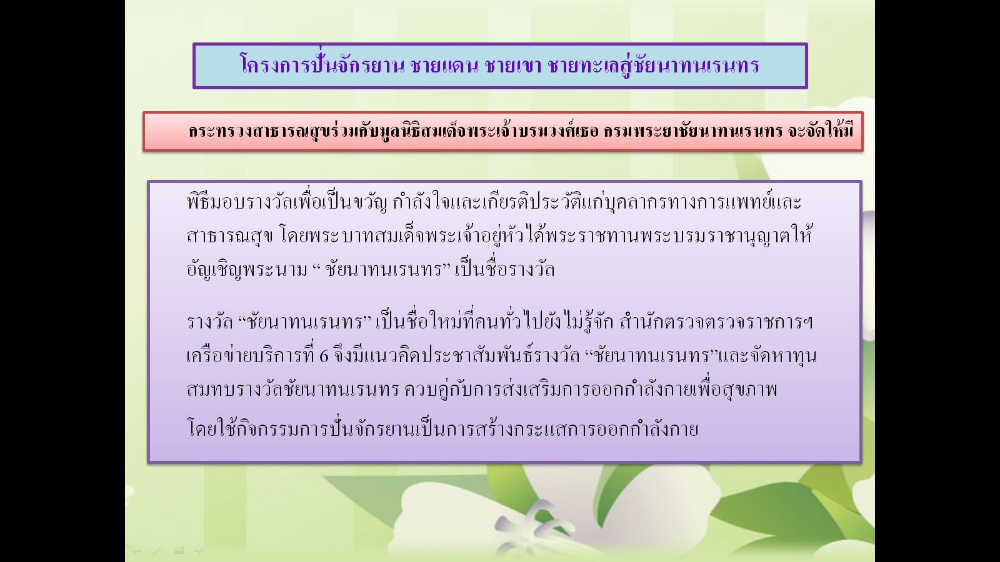 โครงการปั่นจักรยาน ชายแดน ชายเขา ชายทะเลสู่ชัยนาทนเรนทร
กระทรวงสาธารณสุขร่วมกับมูลนิธิสมเด็จพระเจ้าบรมวงศ์เธอ กรมพระยาชัยนาทนเรนทร จะจัดให้มี
พิธีมอบรางวัลเพื่อเป็นขวัญ กำลังใจและเกียรติประวัติแก่บุคลากรทางการแพทย์และ
สาธารณสุข โดยพระบาทสมเด็จพระเจ้าอยู่หัวได้พระราชทานพระบรมราชานุญาตให้
อัญเชิญพระนาม “ ชัยนาทนเรนทร” เป็นชื่อรางวัล
รางวัล “ชัยนาทนเรนทร” เป็นชื่อใหม่ที่คนทั่วไปยังไม่รู้จัก สำนักตรวจตรวจราชการฯ
เครือข่ายบริการที่ 6 จึงมีแนวคิดประชาสัมพันธ์รางวัล “ชัยนาทนเรนทร”และจัดหาทุน
สมทบรางวัลชัยนาทนเรนทร ควบคู่กับการส่งเสริมการออกกำลังกายเพื่อสุขภาพ
โดยใช้กิจกรรมการปั่นจักรยานเป็นการสร้างกระแสการออกกำลังกาย